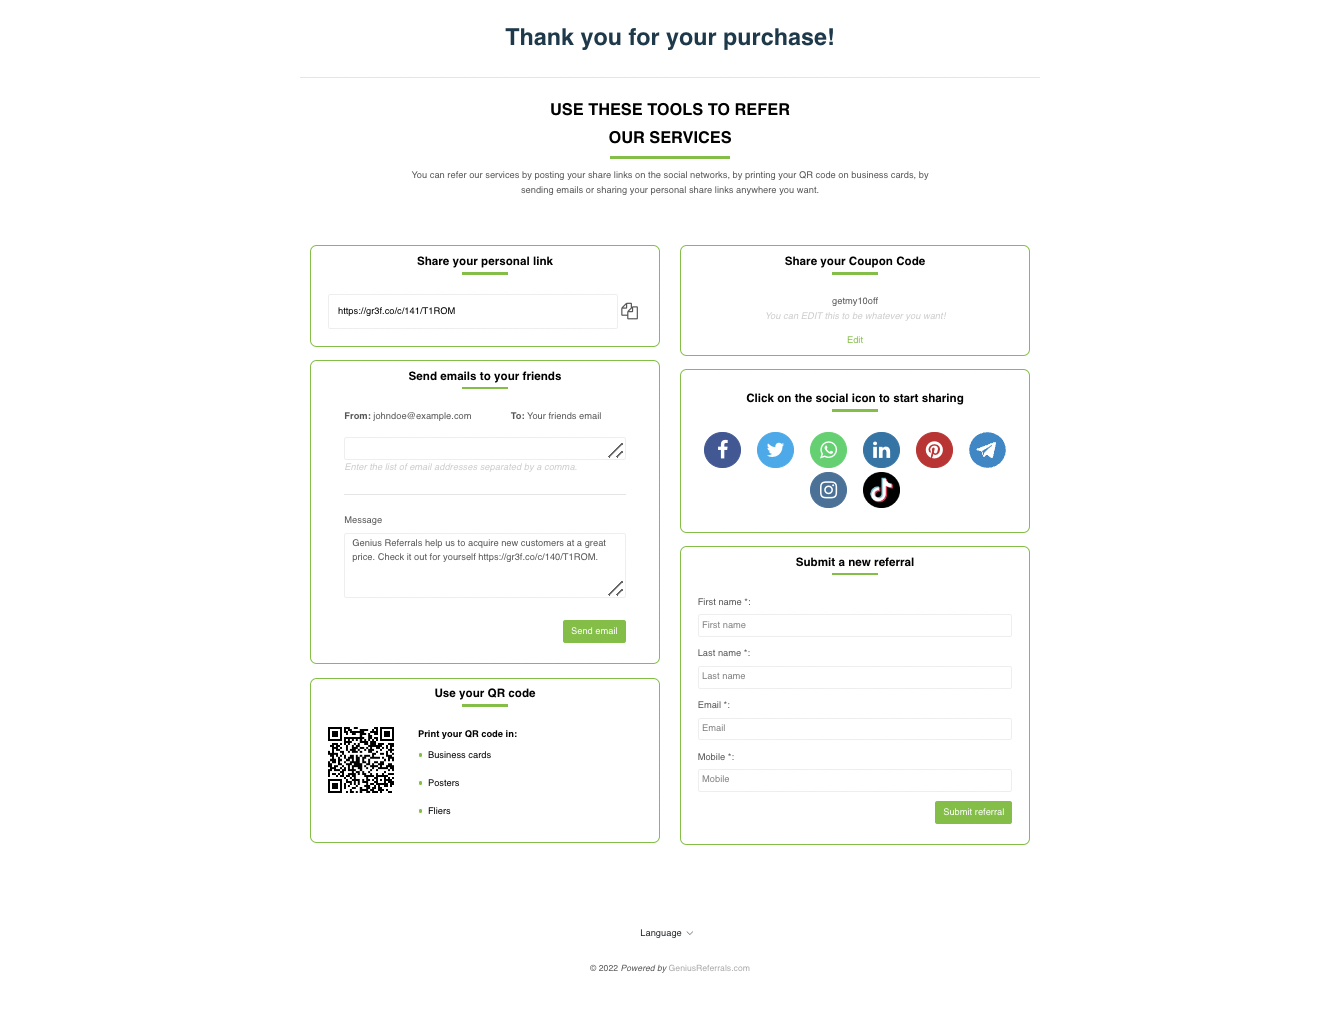 Thank you for your purchase!
USE THESE TOOLS TO REFER
OUR SERVICES
You can refer our services by posting your share links on the social networks, by printing your QR code on business cards, by
sending emails or sharing your personal share links anywhere you want.
Share your personal link
https://gr3f.co/c/141/T1ROM
Send emails to your friends
From: johndoe@example.com
To: Your friends email
Enter the list of email addresses separated by a comma.
Message
Genius Referrals help us to acquire new customers at a great
price. Check it out for yourself https://gr3f.co/c/140/T1ROM.
Send email
Use your QR code
Print your QR code in:
Business cards
Posters
Fliers
Share your Coupon Code
getmy10off
You can EDIT this to be whatever you want!
Edit
Click on the social icon to start sharing
Submit a new referral
First name *:
First name
Last name *:
Last name
Email *:
Email
Mobile *:
Mobile
Submit referral
Language
© 2022 Powered by GeniusReferrals.com